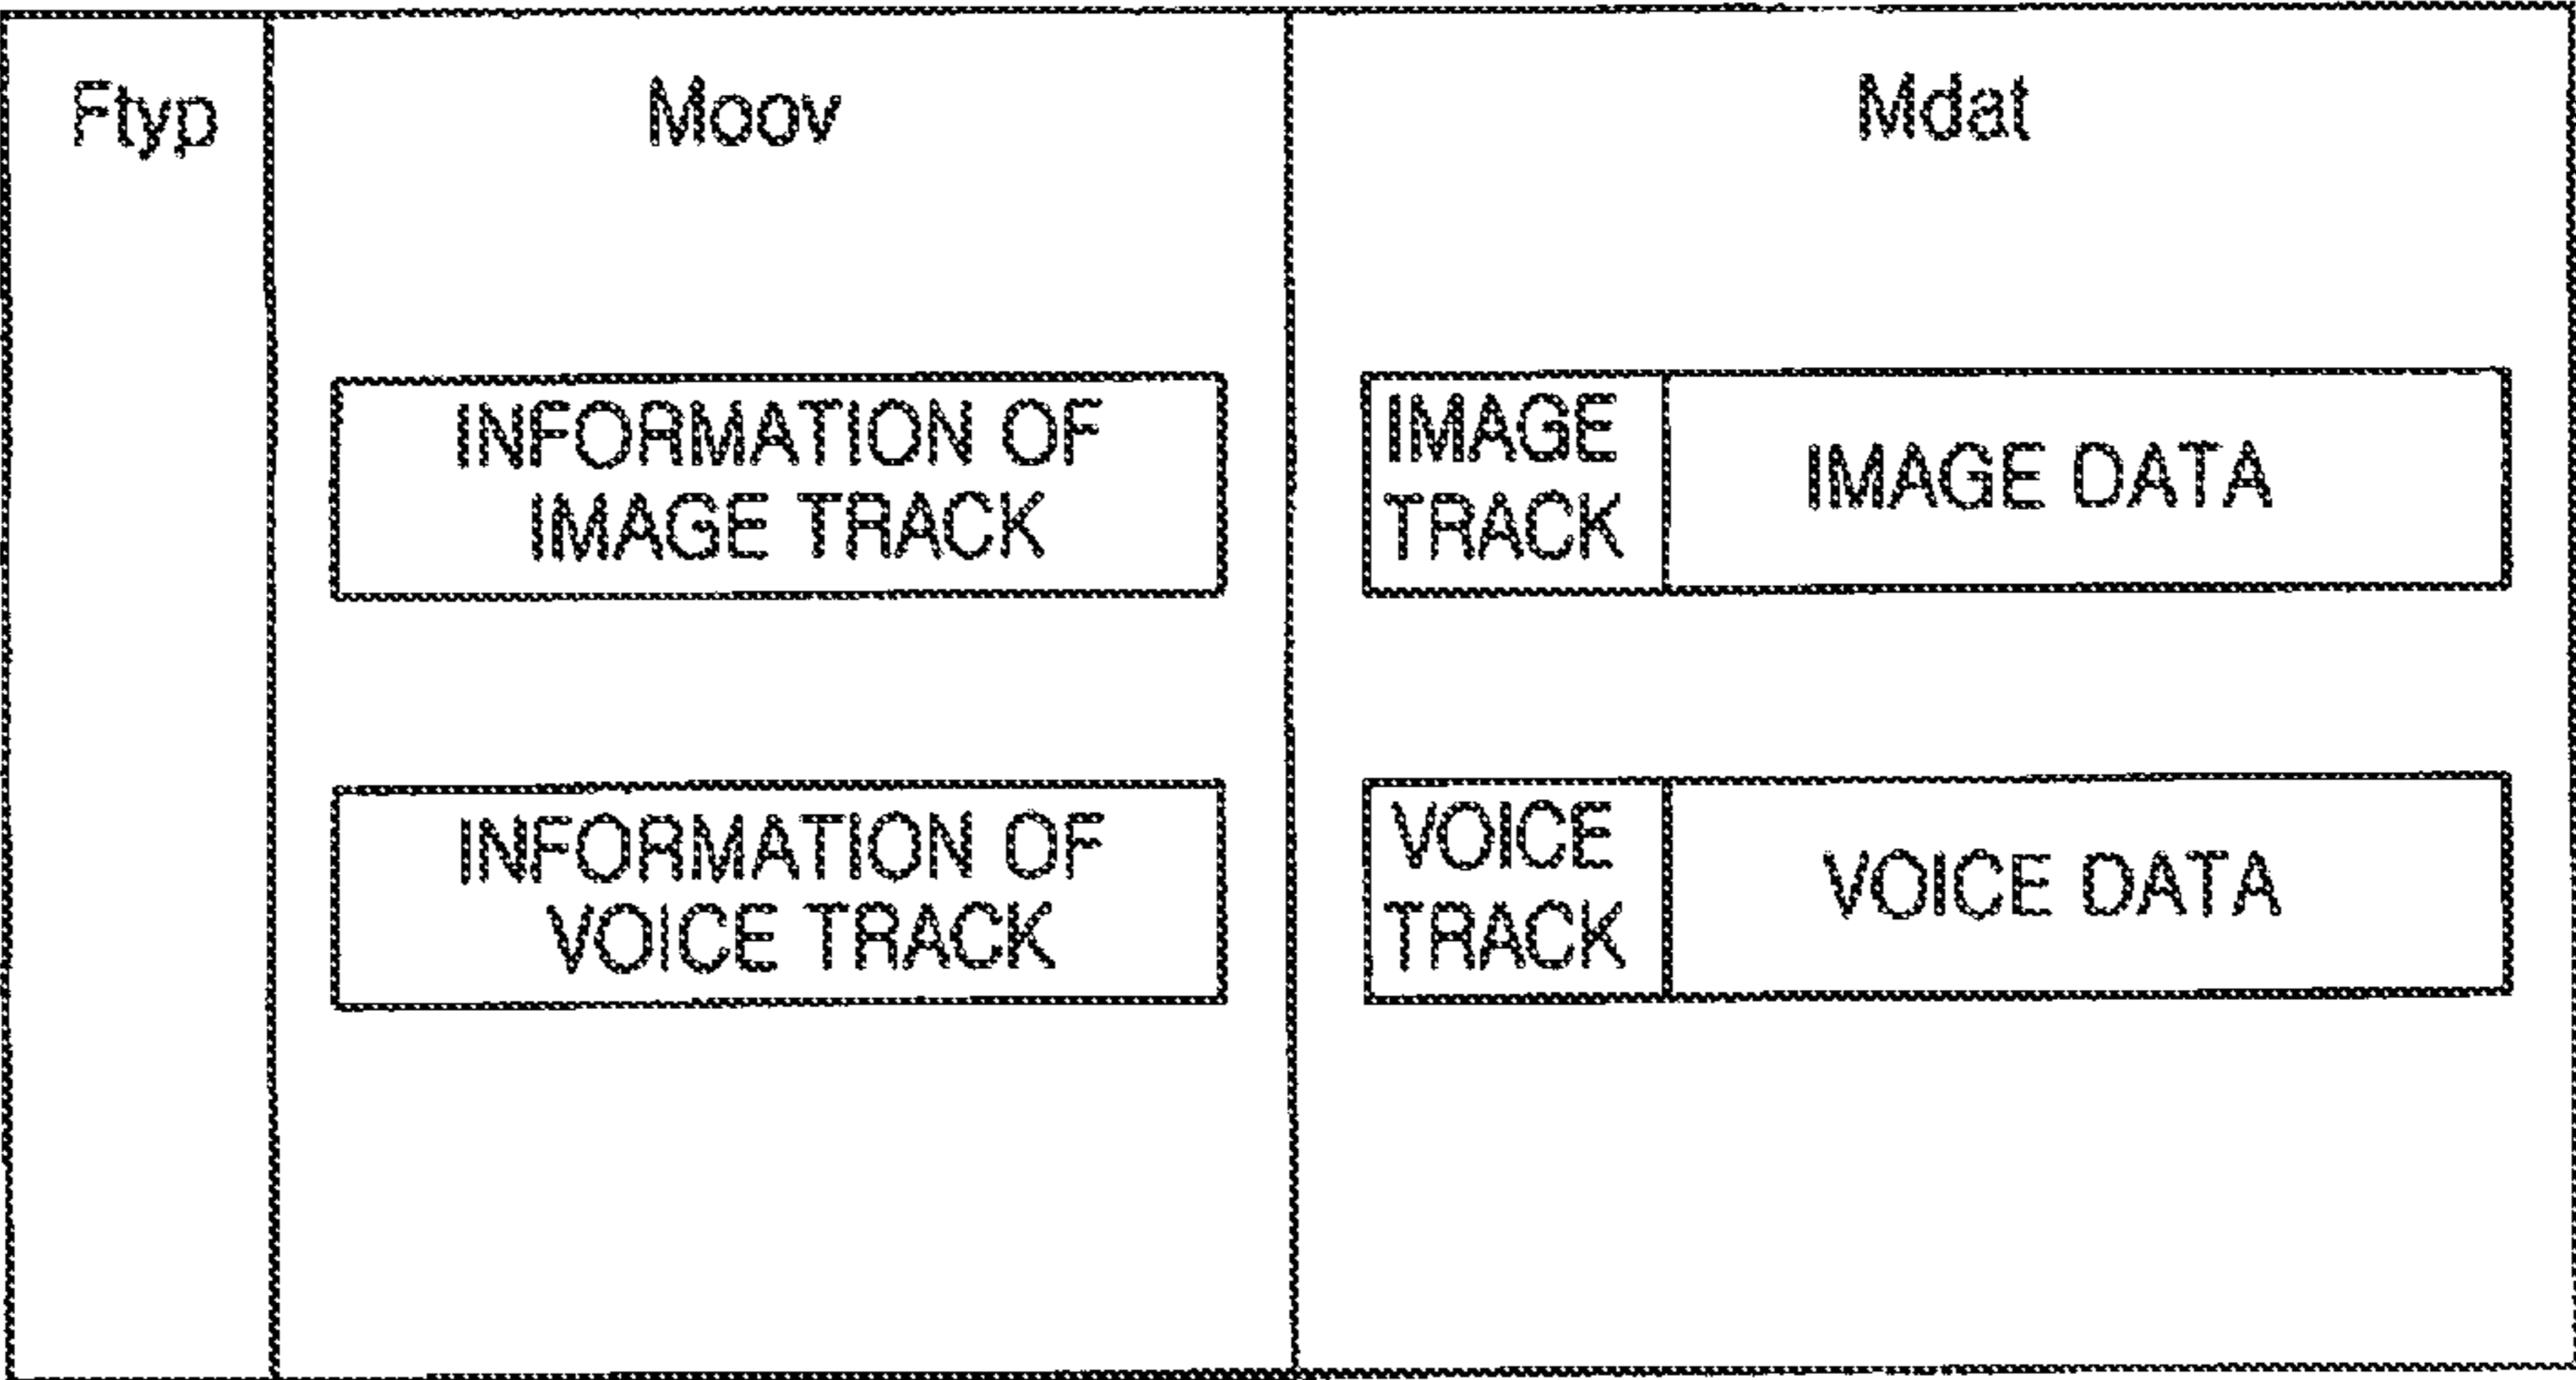 Ftyp
Moov
Mdat
INFORMATION OF
IMAGE TRACK
IMAGE
TRACK
IMAGE DATA
INFORMATION OF
VOICE TRACK
VOICE
TRACK
VOICE DATA